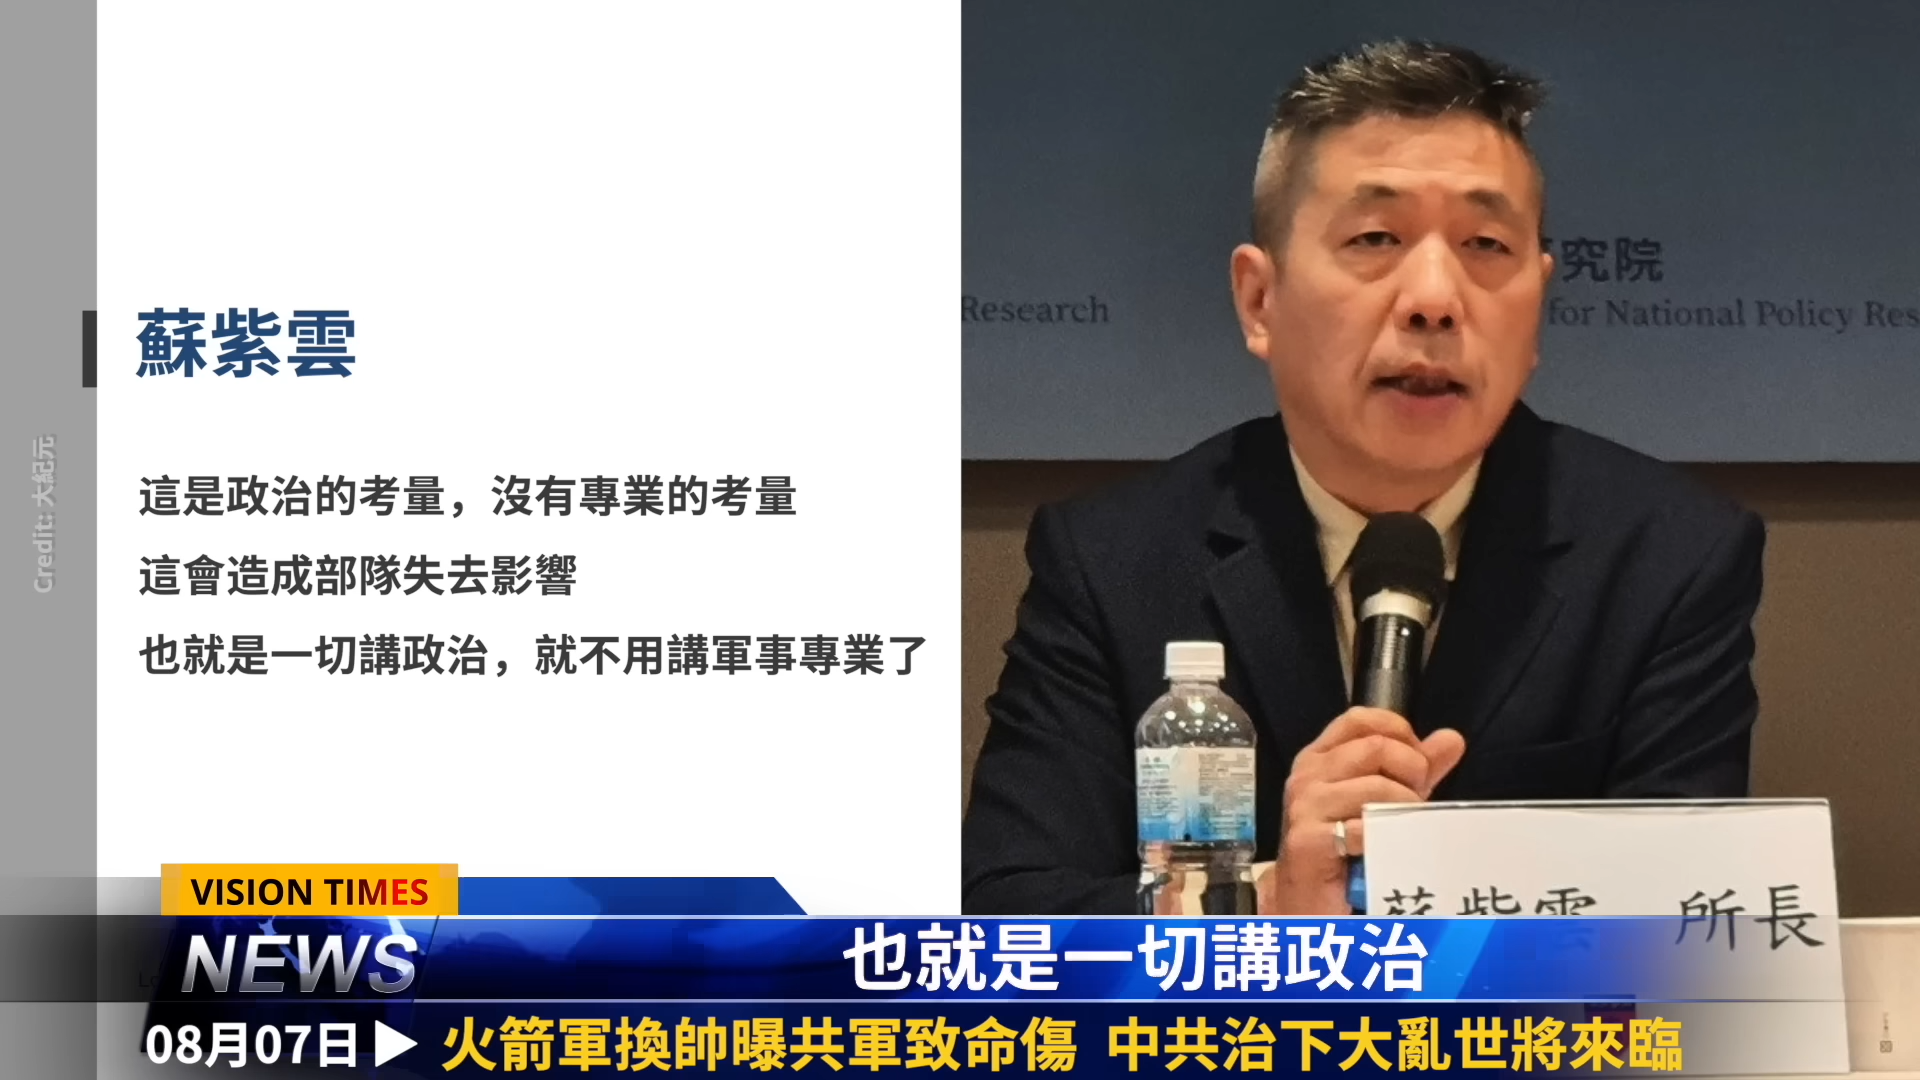 Credit: 大紀元
蘇紫雲
這是政治的考量，沒有專業的考量
這會造成部隊失去影響
也就是一切講政治，就不用講軍事專業了
究院
Research
for National Policy Res
蘇紫雲 所長
VISION TIMES
NEWS
也就是一切講政治
08月07日
火箭軍換帥曝共軍致命傷 中共治下大亂世將來臨